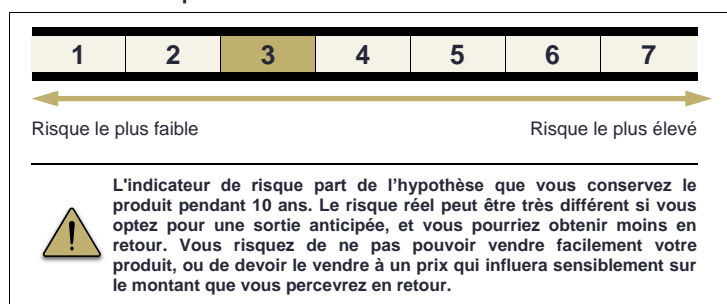 1 2 3 4 5 6 7
Risque le plus faible Risque le plus élevé
L'indicateur de risque part de l’hypothèse que vous conservez le
produit pendant 10 ans. Le risque réel peut être très différent si vous
optez pour une sortie anticipée, et vous pourriez obtenir moins en
retour. Vous risquez de ne pas pouvoir vendre facilement votre
produit, ou de devoir le vendre à un prix qui influera sensiblement sur
le montant que vous percevrez en retour.